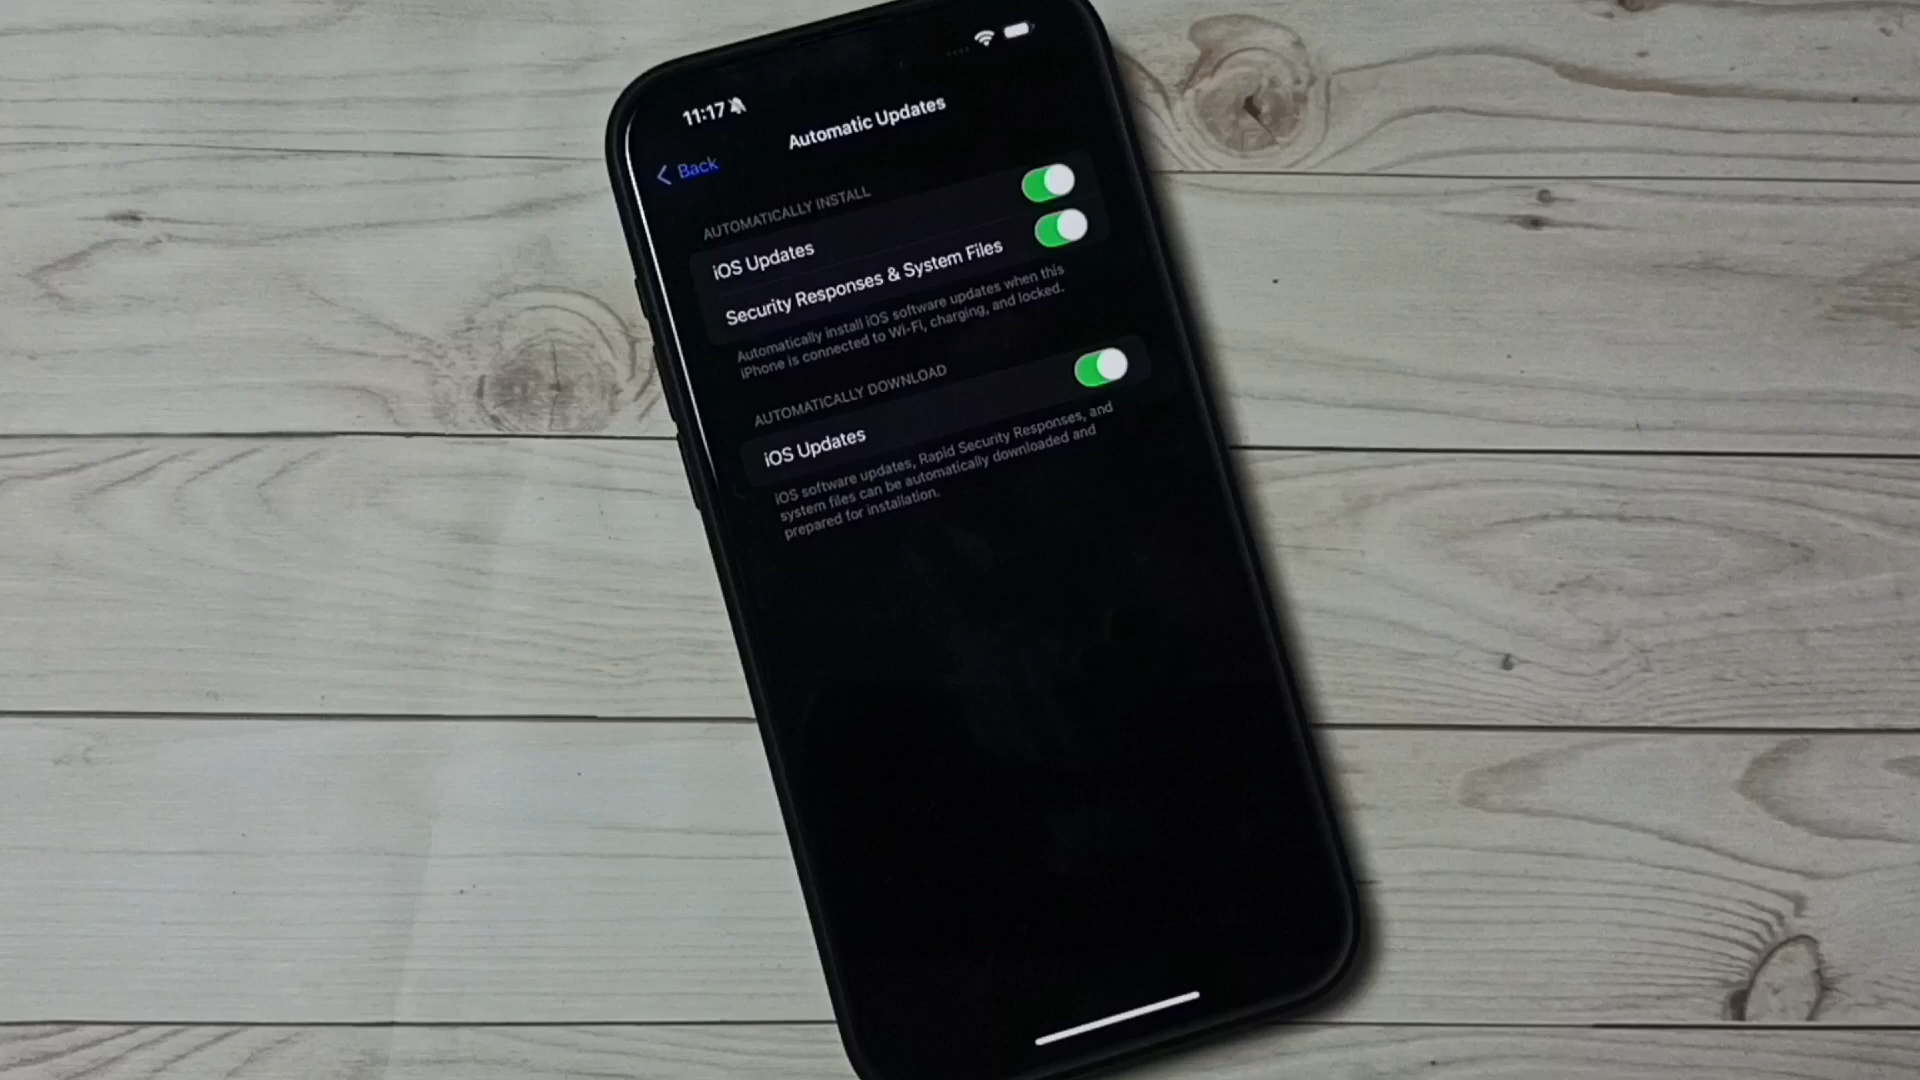 11:17
Automatic Updates
Back
AUTOMATICALLY INSTALL
iOS Updates
Security Responses & System Files
Automatically install iOS software updates when this
iPhone is connected to Wi-Fi, charging, and locked.
AUTOMATICALLY DOWNLOAD
iOS Updates
iOS software updates, Rapid Security Responses, and
system files can be automatically downloaded and
prepared for installation.